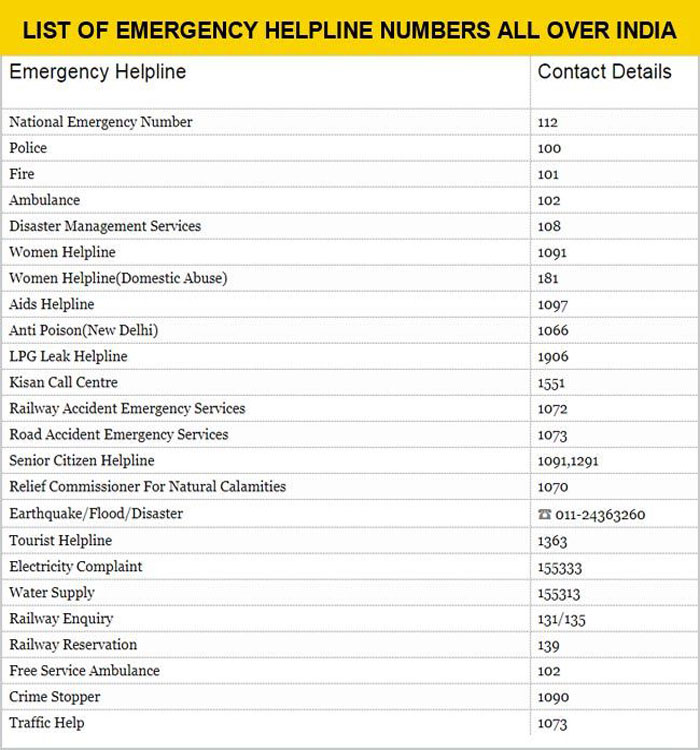 LIST OF EMERGENCY HELPLINE NUMBERS ALL OVER INDIA
Emergency Helpline Contact Details
National Emergency Number 112
Police 100
Fire 101
Ambulance 102
Disaster Management Services 108
Women Helpline 1091
Women Helpline(Domestic Abuse) 181
Aids Helpline 1097
Anti Poison(New Delhi) 1066
LPG Leak Helpline 1906
Kisan Call Centre 1551
Railway Accident Emergency Services 1072
Road Accident Emergency Services 1073
Senior Citizen Helpline 1091,1291
Relief Commissioner For Natural Calamities 1070
Earthquake/Flood/Disaster ☎ 011-24363260
Tourist Helpline 1363
Electricity Complaint 155333
Water Supply 155313
Railway Enquiry 131/135
Railway Reservation 139
Free Service Ambulance 102
Crime Stopper 1090
Traffic Help 1073